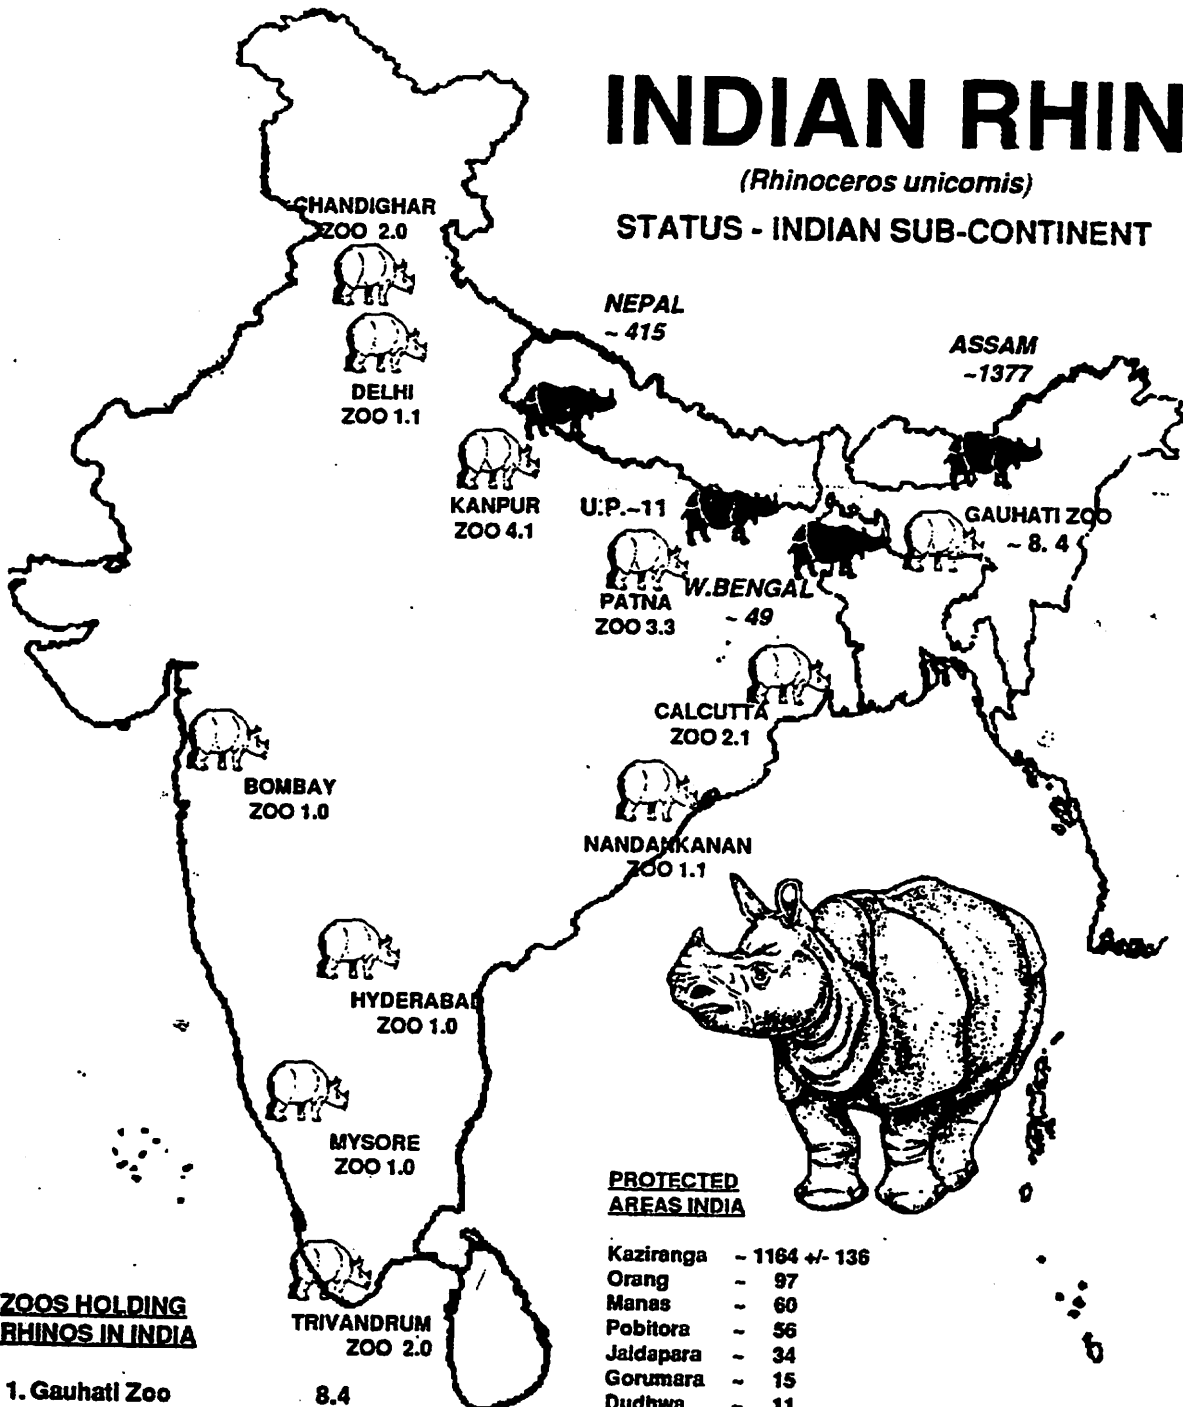 INDIAN RHIN
(Rhinoceros unicornis)
STATUS - INDIAN SUB-CONTINENT
CHANDIGHAR
ZOO 2.0
NEPAL
~ 415
ASSAM
~1377
DELHI
ZOO 1.1
KANPUR
ZOO 4.1
U.P.~11
GAUHATI ZOO
~ 8.4
PATNA
ZOO 3.3
W.BENGAL
~ 49
CALCUTTA
ZOO 2.1
BOMBAY
ZOO 1.0
NANDANKANAN
ZOO 1.1
HYDERABAD
ZOO 1.0
MYSORE
ZOO 1.0
TRIVANDRUM
ZOO 2.0
PROTECTED
AREAS INDIA
Kaziranga ~ 1164 +/- 136
Orang ~ 97
Manas ~ 60
Pobitora ~ 56
Jaldapara ~ 34
Gorumara ~ 15
Dudhwa ~ 11
ZOOS HOLDING
RHINOS IN INDIA
1. Gauhati Zoo 8.4